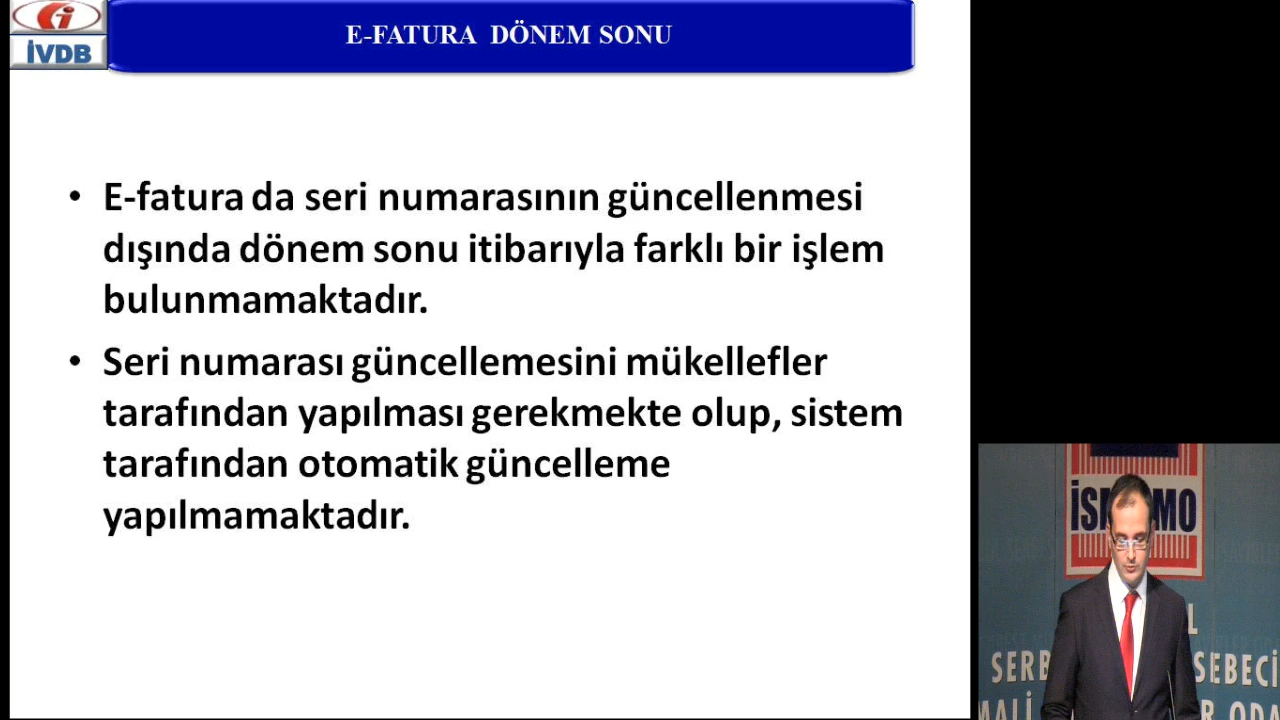 E-FATURA DÖNEM SONU
İVDB
• E-fatura da seri numarasının güncellenmesi
dışında dönem sonu itibarıyla farklı bir işlem
bulunmamaktadır.
• Seri numarası güncellemesini mükellefler
tarafından yapılması gerekmekte olup, sistem
tarafından otomatik güncelleme
yapılmamaktadır.